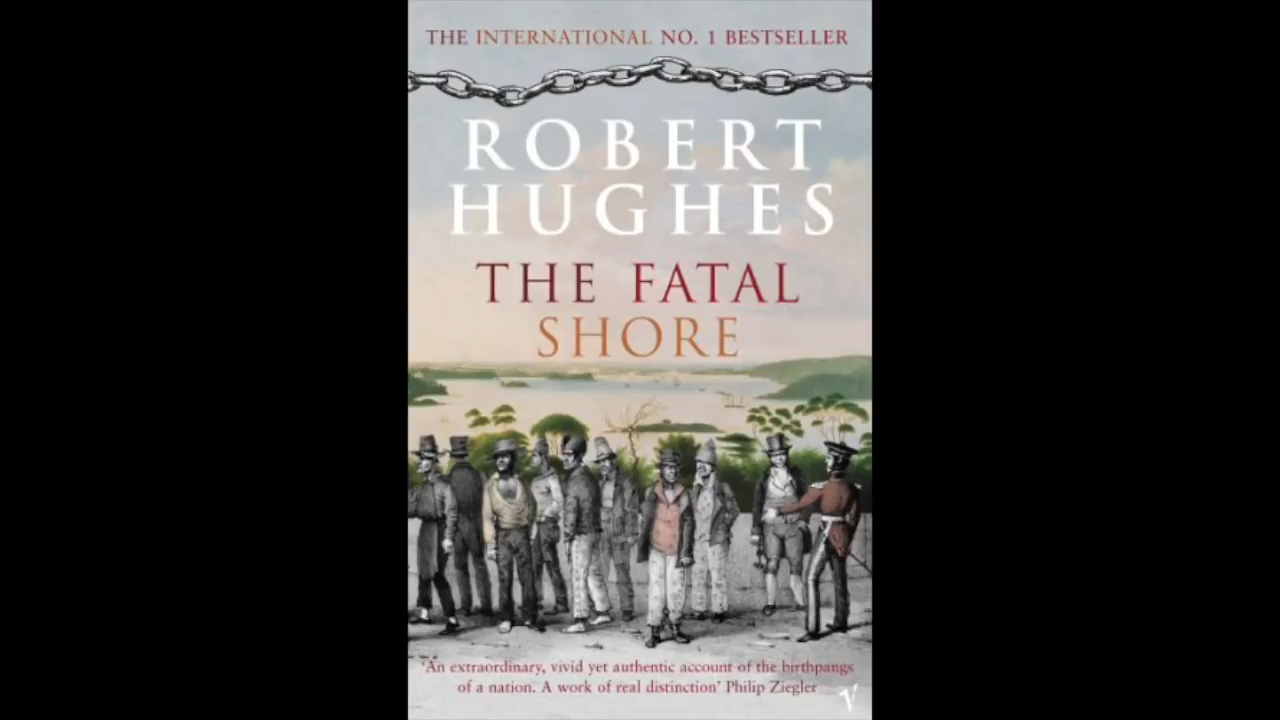 THE INTERNATIONAL NO. 1 BESTSELLER
ROBERT
HUGHES
THE FATAL
SHORE
'An extraordinary, vivid yet authentic account of the birthpangs
of a nation. A work of real distinction' Philip Ziegler
V